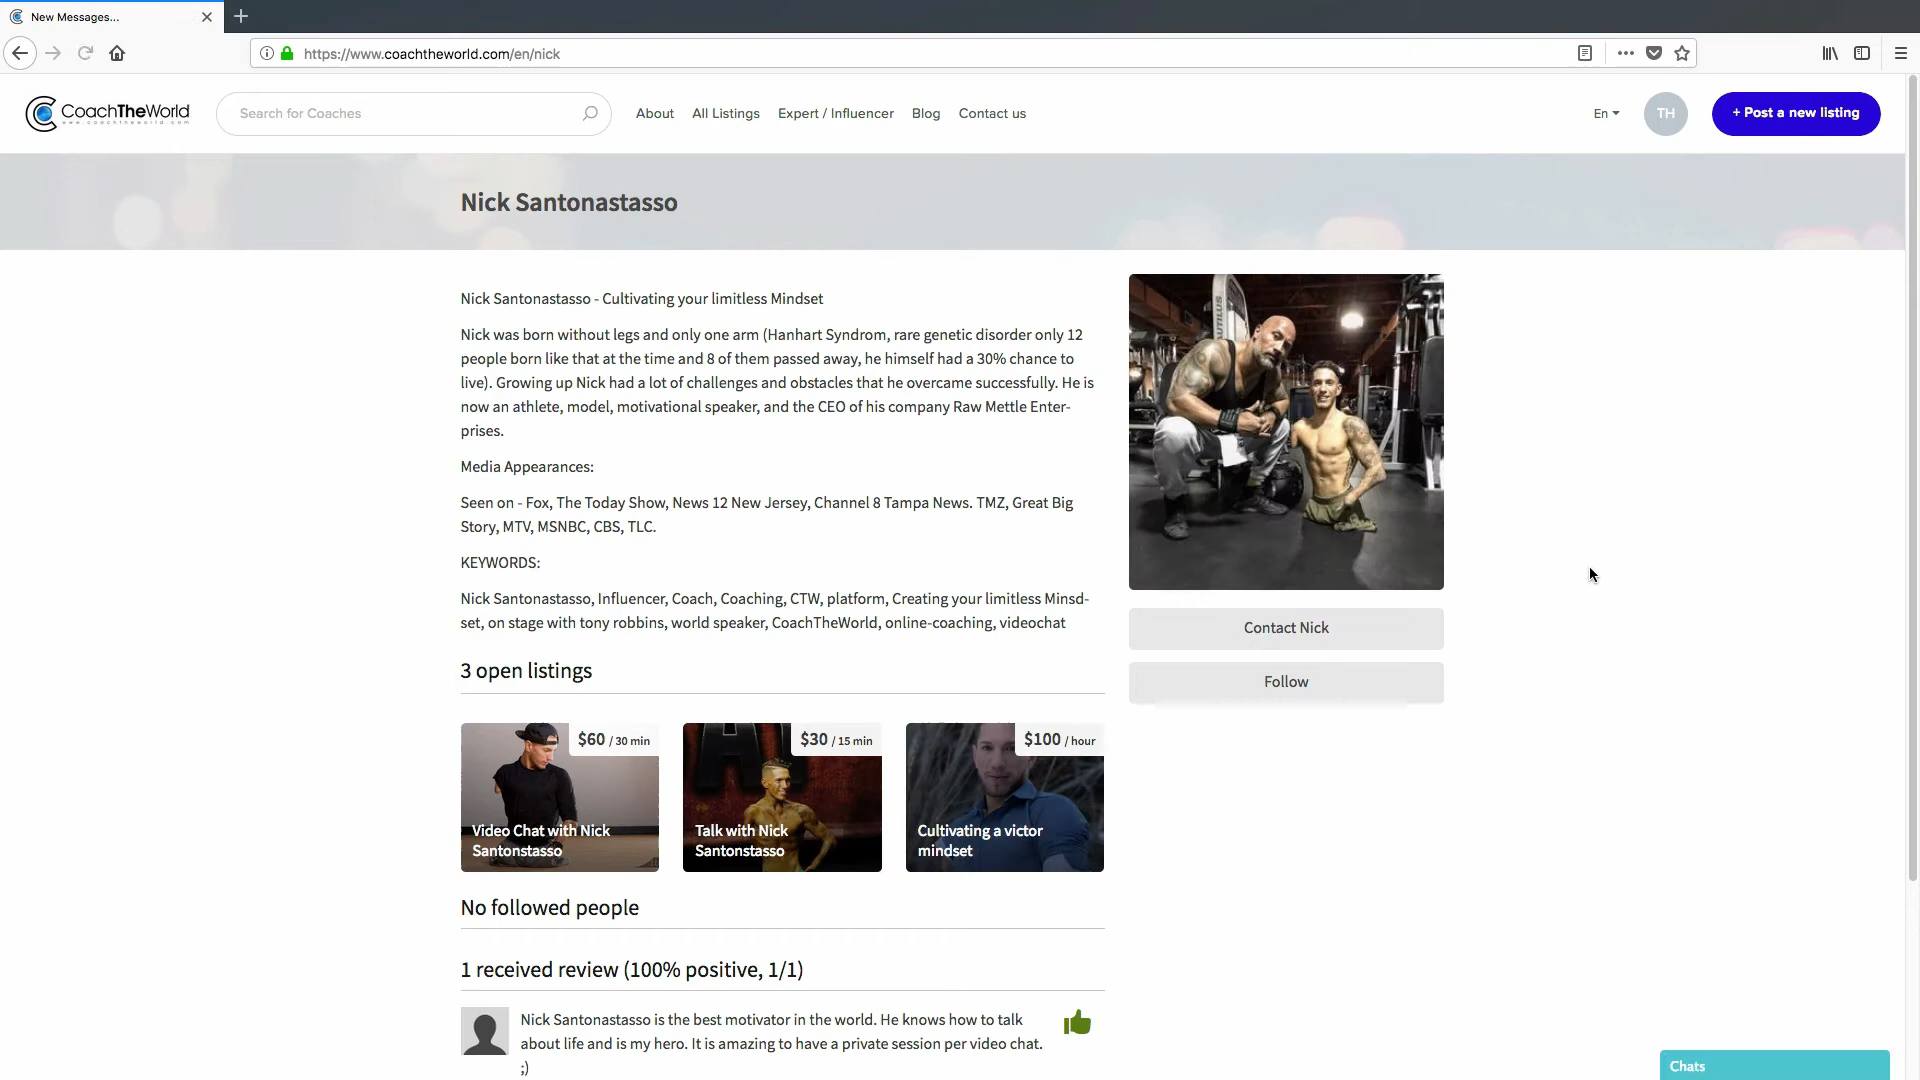 New Messages...
https://www.coachtheworld.com/en/nick
CoachTheWorld
www.coachtheworld.com
Search for Coaches
About
All Listings
Expert / Influencer
Blog
Contact us
En
TH
+ Post a new listing
Nick Santonastasso
Nick Santonastasso - Cultivating your limitless Mindset
Nick was born without legs and only one arm (Hanhart Syndrom, rare genetic disorder only 12
people born like that at the time and 8 of them passed away, he himself had a 30% chance to
live). Growing up Nick had a lot of challenges and obstacles that he overcame successfully. He is
now an athlete, model, motivational speaker, and the CEO of his company Raw Mettle Enter-
prises.
Media Appearances:
Seen on - Fox, The Today Show, News 12 New Jersey, Channel 8 Tampa News. TMZ, Great Big
Story, MTV, MSNBC, CBS, TLC.
KEYWORDS:
Nick Santonastasso, Influencer, Coach, Coaching, CTW, platform, Creating your limitless Minsd-
set, on stage with tony robbins, world speaker, CoachTheWorld, online-coaching, videochat
NAUTILUS
Contact Nick
Follow
3 open listings
$60 / 30 min
Video Chat with Nick
Santonstasso
$30 / 15 min
Talk with Nick
Santonstasso
$100 / hour
Cultivating a victor
mindset
No followed people
1 received review (100% positive, 1/1)
Nick Santonastasso is the best motivator in the world. He knows how to talk
about life and is my hero. It is amazing to have a private session per video chat.
;)
Chats